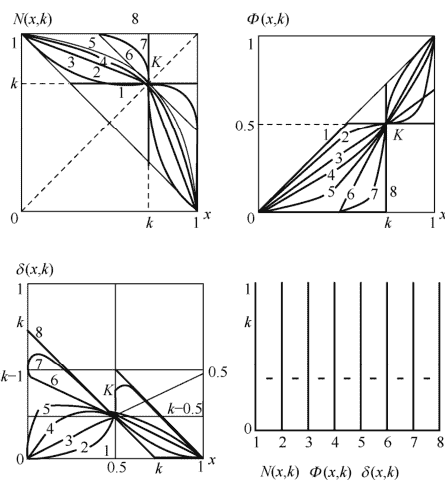 N(x,k) 8
1 5 7
6 K
3 4
k 2
1
0 k 1 x
Φ(x,k)
1
0.5
1 2 K
3
4
5 6 7 8
0 k 1 x
δ(x,k)
1
k 8
7
k−1 0.5
6 K
5 k−0.5
4
3
2 1
0 0.5 k 1 x
1
k
0
1 2 3 4 5 6 7 8
N(x,k) Φ(x,k) δ(x,k)